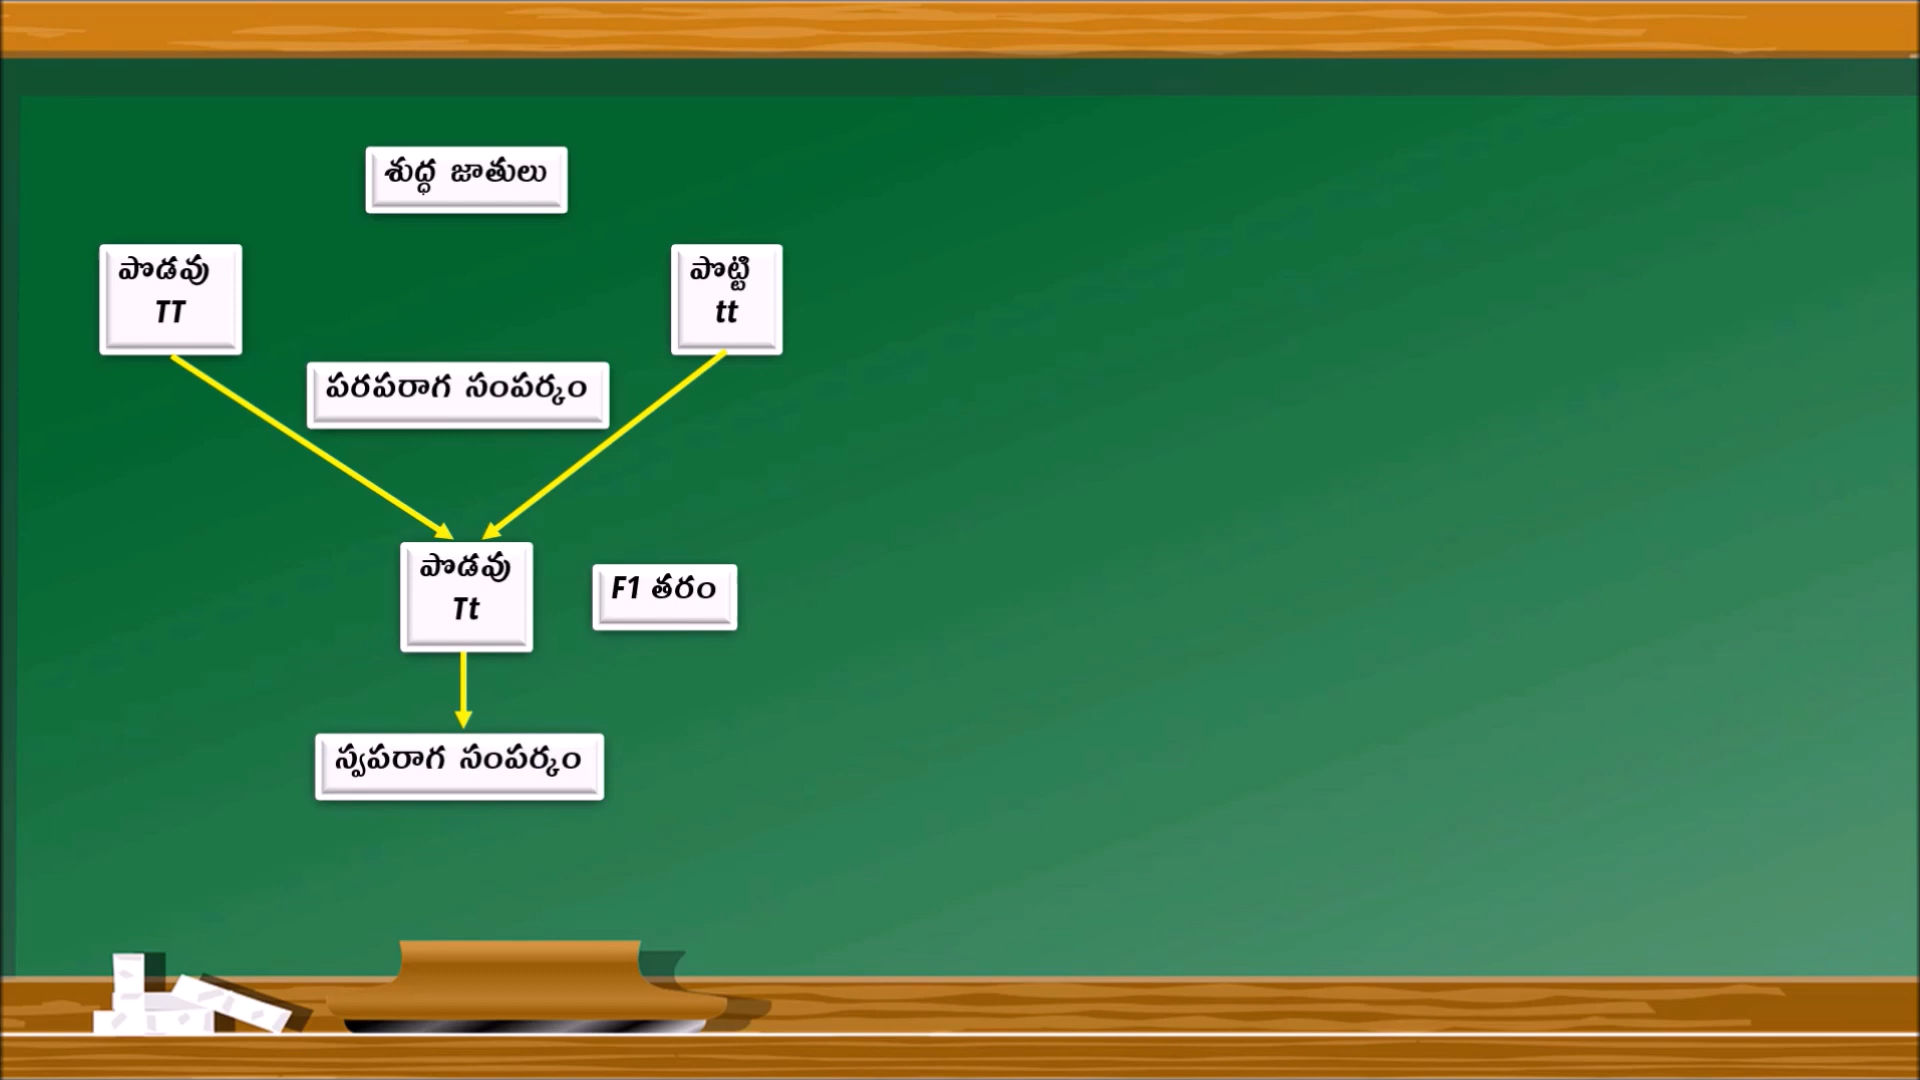 శుద్ధ జాతులు
పొడవు
TT
పొట్టి
tt
పరపరాగ సంపర్కం
పొడవు
Tt
F1 తరం
స్వపరాగ సంపర్కం